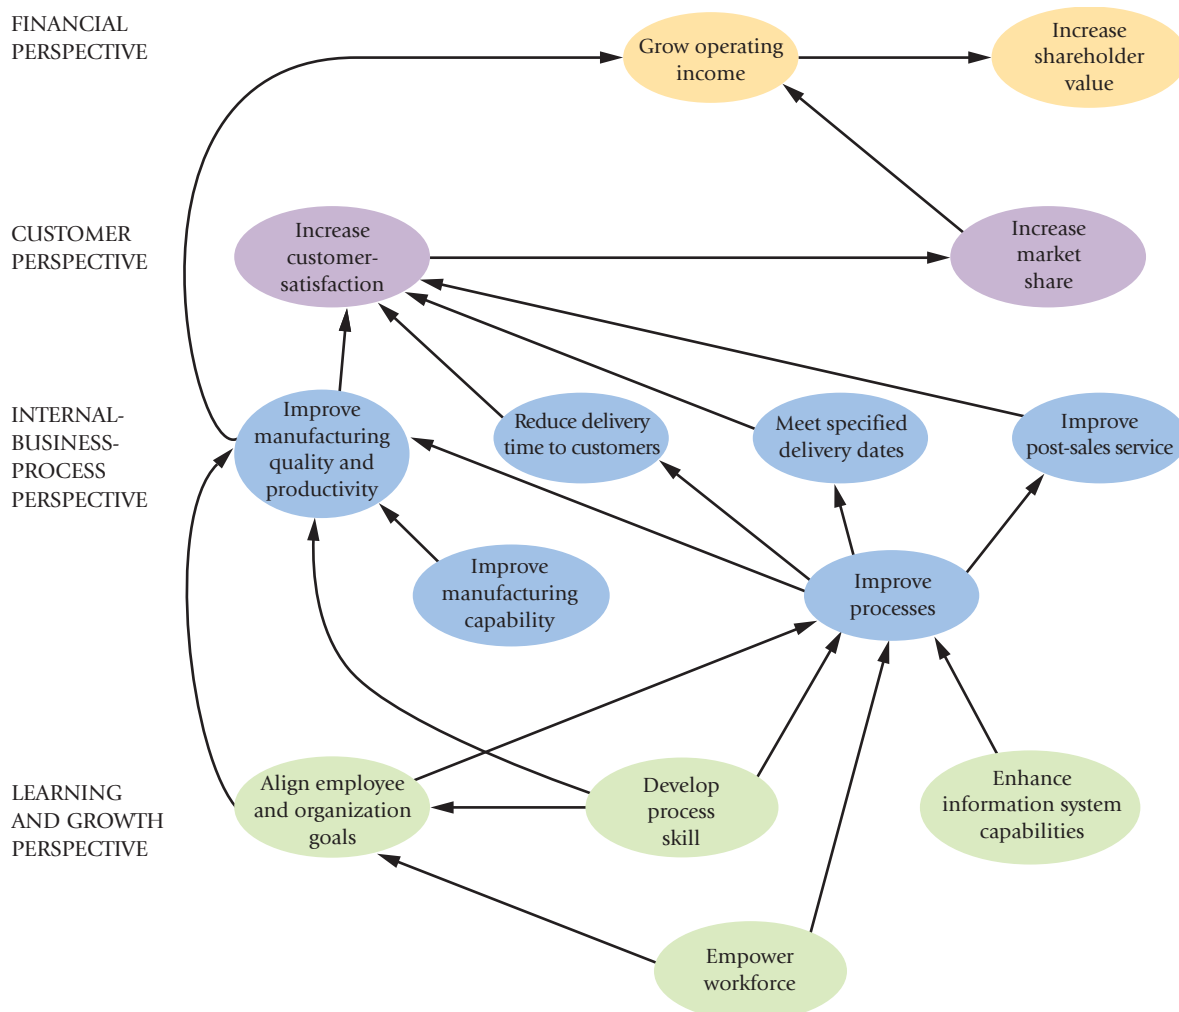 FINANCIAL
PERSPECTIVE
Grow operating
income
Increase
shareholder
value
CUSTOMER
PERSPECTIVE
Increase
customer-
satisfaction
Increase
market
share
INTERNAL-
BUSINESS-
PROCESS
PERSPECTIVE
Improve
manufacturing
quality and
productivity
Reduce delivery
time to customers
Meet specified
delivery dates
Improve
post-sales service
Improve
manufacturing
capability
Improve
processes
LEARNING
AND GROWTH
PERSPECTIVE
Align employee
and organization
goals
Develop
process
skill
Enhance
information system
capabilities
Empower
workforce